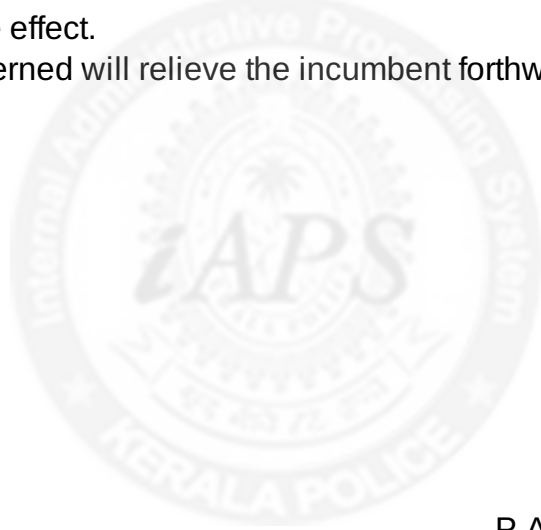 effect.
erned will relieve the incumbent forthw
Internal Administrative Processing System
iAPS
KERALA POLICE